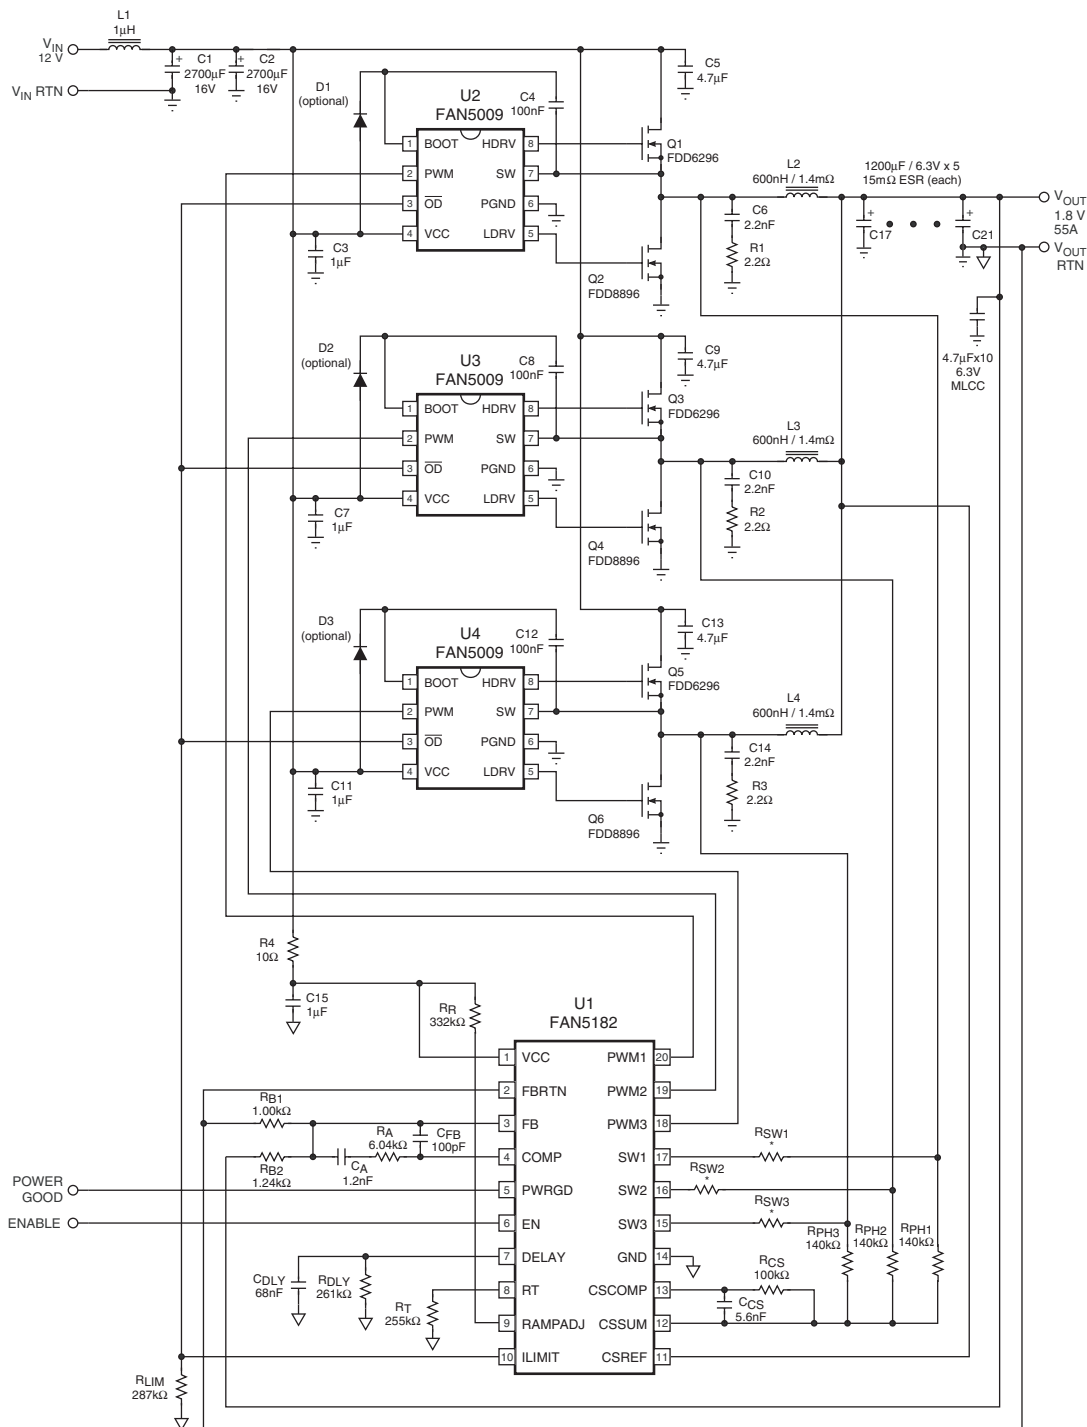 L1
1μH
VIN
12 V
VIN RTN
C1
2700μF
16V
C2
2700μF
16V
D1
(optional)
U2
FAN5009
C4
100nF
C5
4.7μF
1 BOOT HDRV 8
2 PWM SW 7
3 OD PGND 6
4 VCC LDRV 5
C3
1μF
Q1
FDD6296
Q2
FDD8896
L2
600nH / 1.4mΩ
C6
2.2nF
R1
2.2Ω
1200μF / 6.3V x 5
15mΩ ESR (each)
C17
C21
VOUT
1.8 V
55A
VOUT
RTN
4.7μFx10
6.3V
MLCC
D2
(optional)
U3
FAN5009
C8
100nF
C9
4.7μF
1 BOOT HDRV 8
2 PWM SW 7
3 OD PGND 6
4 VCC LDRV 5
C7
1μF
Q3
FDD6296
Q4
FDD8896
L3
600nH / 1.4mΩ
C10
2.2nF
R2
2.2Ω
D3
(optional)
U4
FAN5009
C12
100nF
C13
4.7μF
1 BOOT HDRV 8
2 PWM SW 7
3 OD PGND 6
4 VCC LDRV 5
C11
1μF
Q5
FDD6296
Q6
FDD8896
L4
600nH / 1.4mΩ
C14
2.2nF
R3
2.2Ω
R4
10Ω
C15
1μF
RR
332kΩ
U1
FAN5182
1 VCC PWM1 20
2 FBRTN PWM2 19
3 FB PWM3 18
4 COMP SW1 17
5 PWRGD SW2 16
6 EN SW3 15
7 DELAY GND 14
8 RT CSCOMP 13
9 RAMPADJ CSSUM 12
10 ILIMIT CSREF 11
RB1
1.00kΩ
RB2
1.24kΩ
CA
1.2nF
RA
6.04kΩ
CFB
100pF
POWER
GOOD
ENABLE
CDLY
68nF
RDLY
261kΩ
RT
255kΩ
RLIM
287kΩ
RSW1
*
RSW2
*
RSW3
*
RPH3
140kΩ
RPH2
140kΩ
RPH1
140kΩ
RCS
100kΩ
CCS
5.6nF